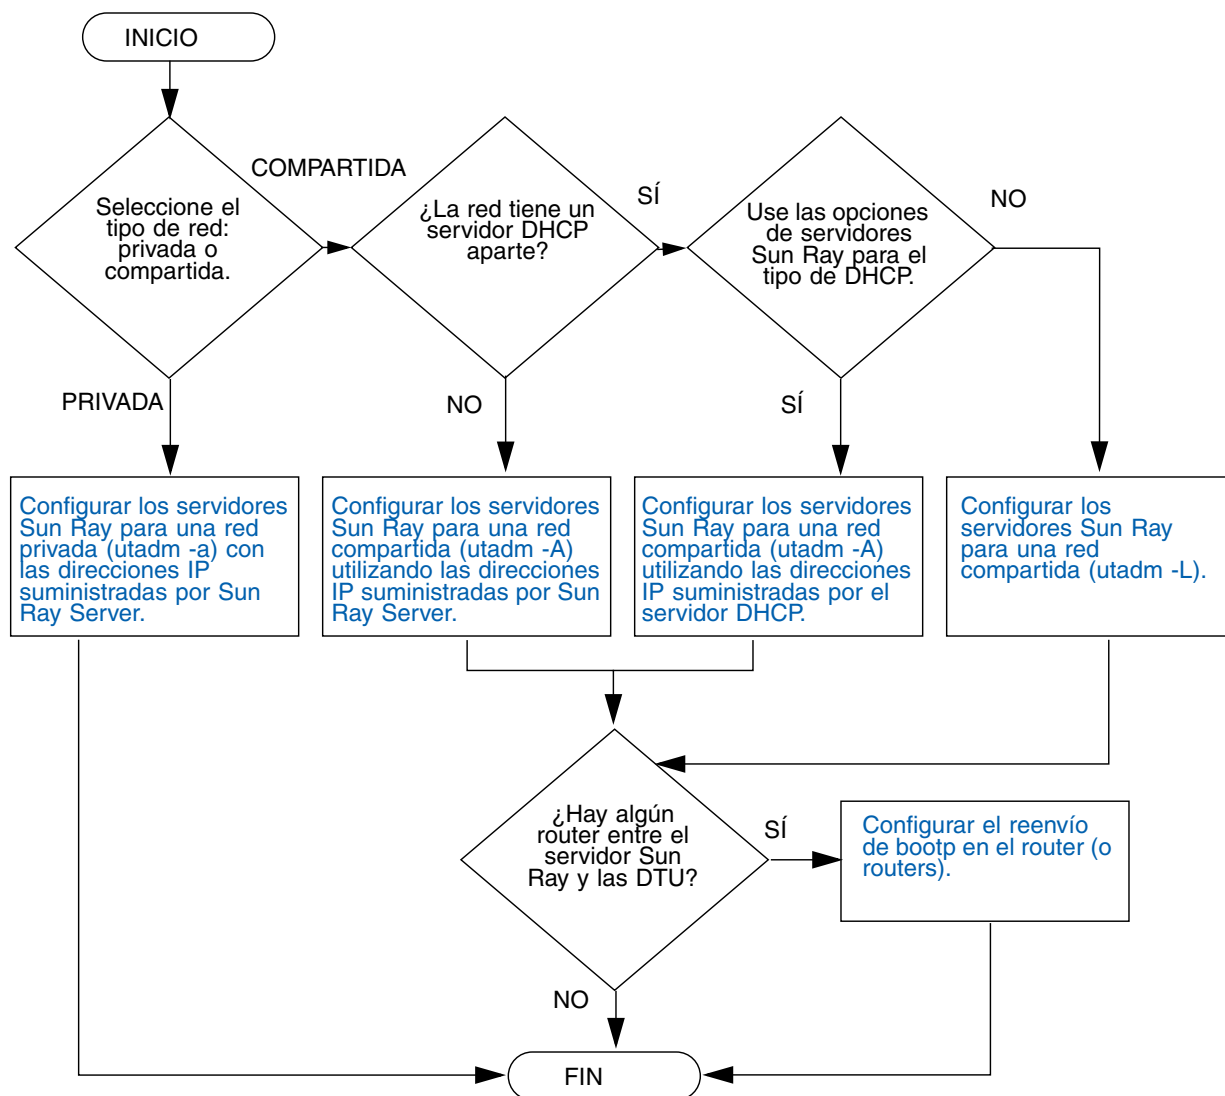 INICIO
COMPARTIDA
Seleccione el
tipo de red:
privada o
compartida.
¿La red tiene un
servidor DHCP
aparte?
SÍ
Use las opciones
de servidores
Sun Ray para el
tipo de DHCP.
NO
PRIVADA
NO
SÍ
Configurar los servidores
Sun Ray para una red
privada (utadm -a) con
las direcciones IP
suministradas por Sun
Ray Server.
Configurar los servidores
Sun Ray para una red
compartida (utadm -A)
utilizando las direcciones
IP suministradas por Sun
Ray Server.
Configurar los servidores
Sun Ray para una red
compartida (utadm -A)
utilizando las direcciones
IP suministradas por el
servidor DHCP.
Configurar los
servidores Sun Ray
para una red
compartida (utadm -L).
¿Hay algún
router entre el
servidor Sun
Ray y las DTU?
SÍ
Configurar el reenvío
de bootp en el router (o
routers).
NO
FIN